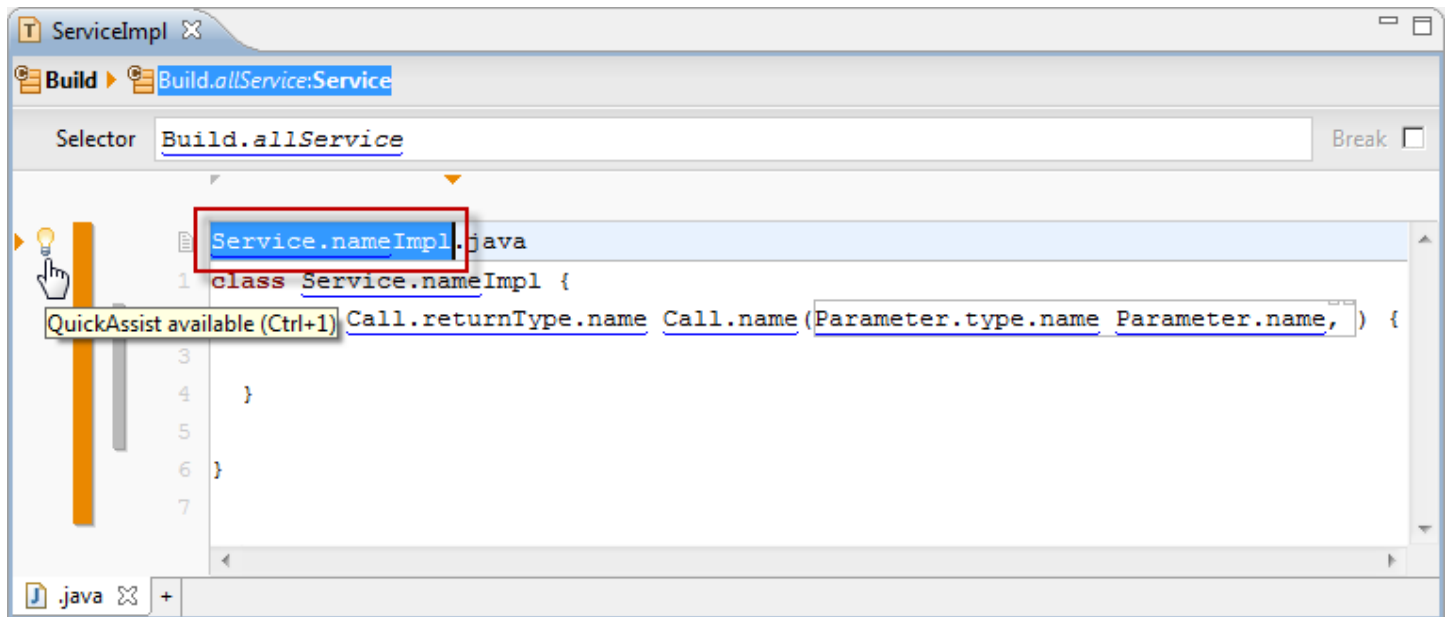 ServiceImpl
Build Build.allService:Service
Selector Build.allService Break
Service.nameImpl.java
1 class Service.nameImpl {
QuickAssist available (Ctrl+1) Call.returnType.name Call.name(Parameter.type.name Parameter.name, ) {
3
4 }
5
6 }
7
.java +